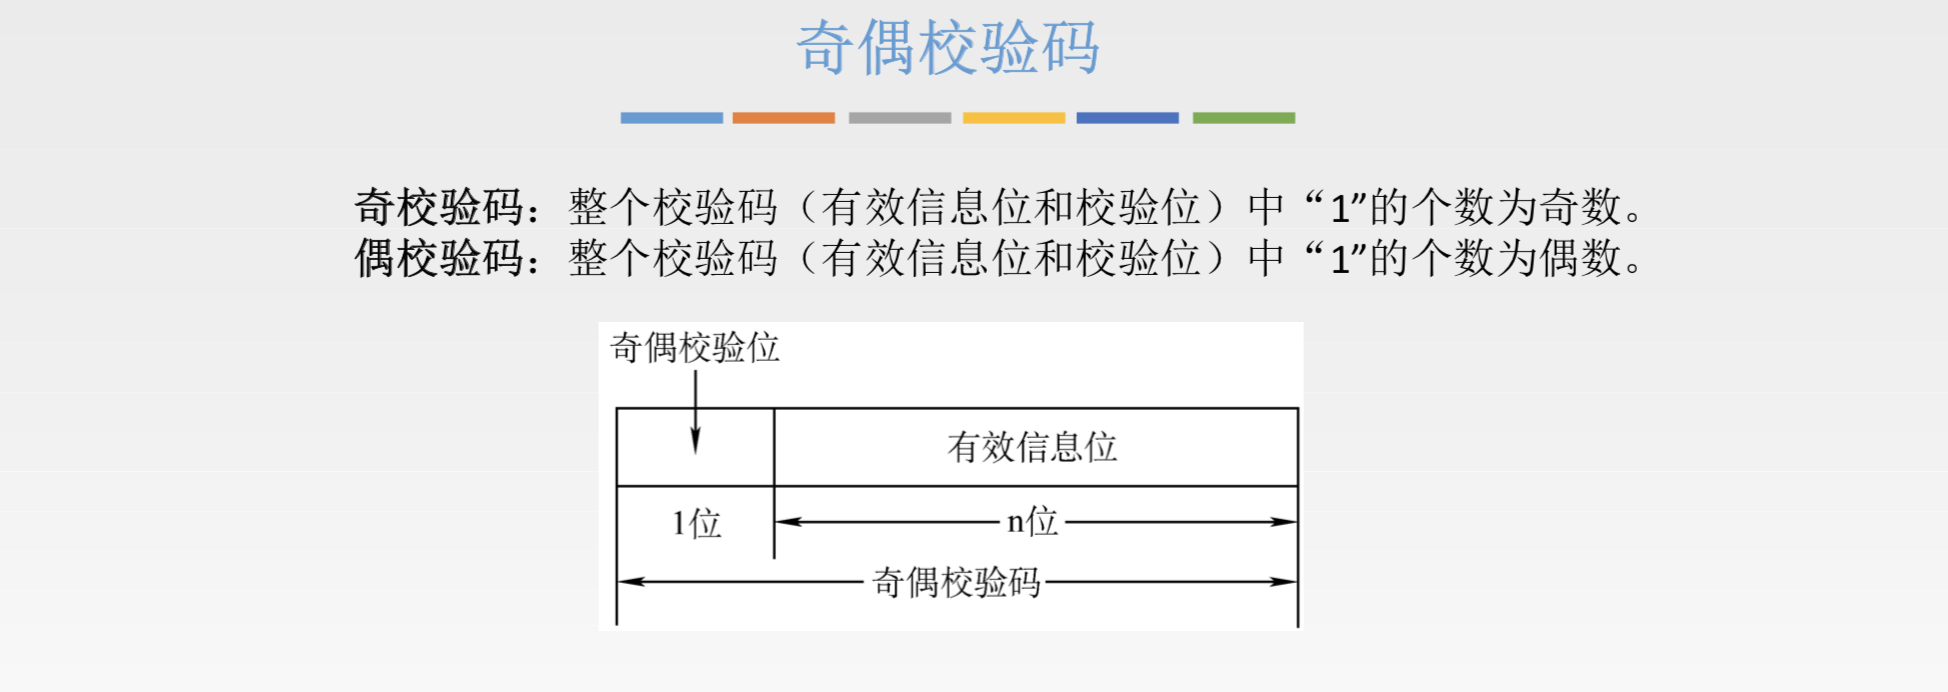 奇偶校验码
奇校验码：整个校验码（有效信息位和校验位）中“1”的个数为奇数。
偶校验码：整个校验码（有效信息位和校验位）中“1”的个数为偶数。
奇偶校验位
有效信息位
1位
n位
奇偶校验码